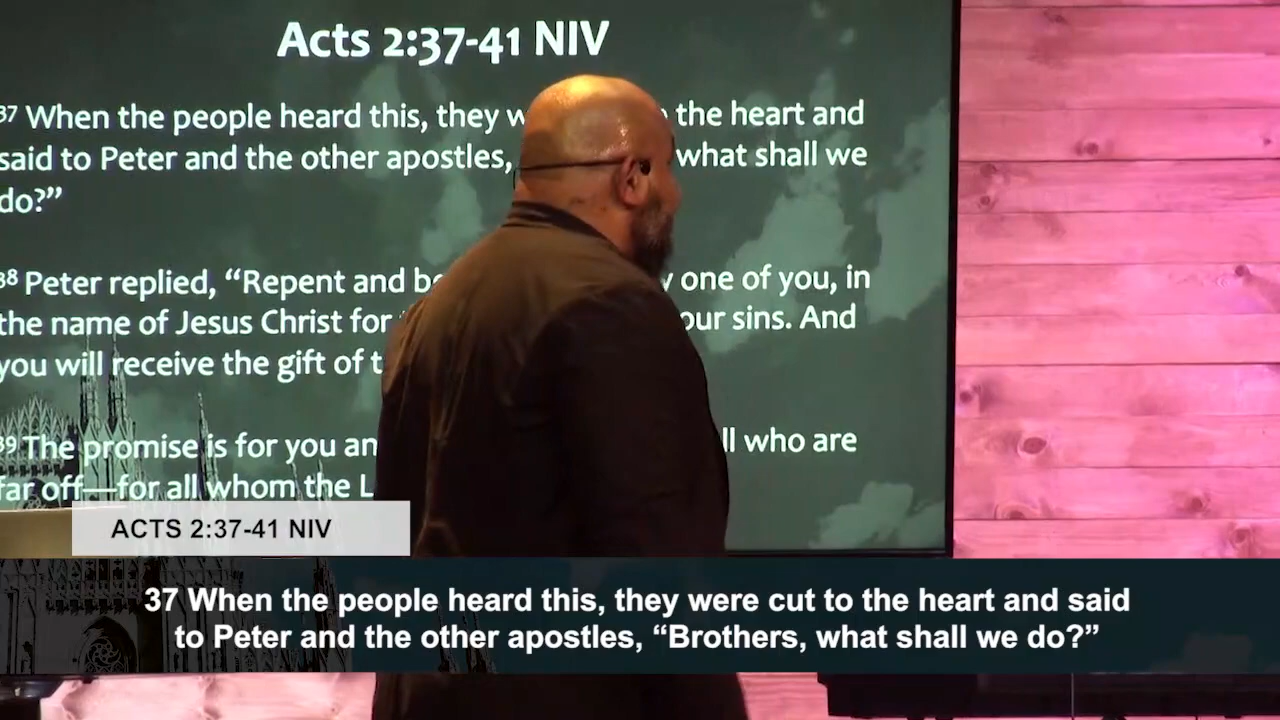 Acts 2:37-41 NIV
37 When the people heard this, they the heart and
said to Peter and the other apostles, what shall we
do?”
38 Peter replied, “Repent and one of you, in
the name of Jesus Christ for sins. And
you will receive the gift of
39 The promise is for you who are
far off—for all whom the
ACTS 2:37-41 NIV
37 When the people heard this, they were cut to the heart and said
to Peter and the other apostles, “Brothers, what shall we do?”